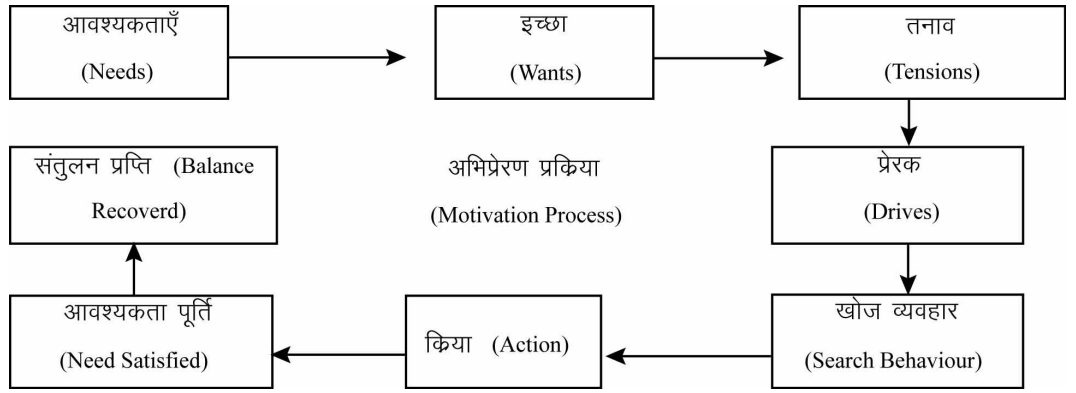 आवश्यकताएँ
(Needs)
इच्छा
(Wants)
तनाव
(Tensions)
प्रेरक
(Drives)
खोज व्यवहार
(Search Behaviour)
क्रिया (Action)
आवश्यकता पूर्ति
(Need Satisfied)
संतुलन प्रप्ति (Balance
Recoverd)
अभिप्रेरण प्रक्रिया
(Motivation Process)